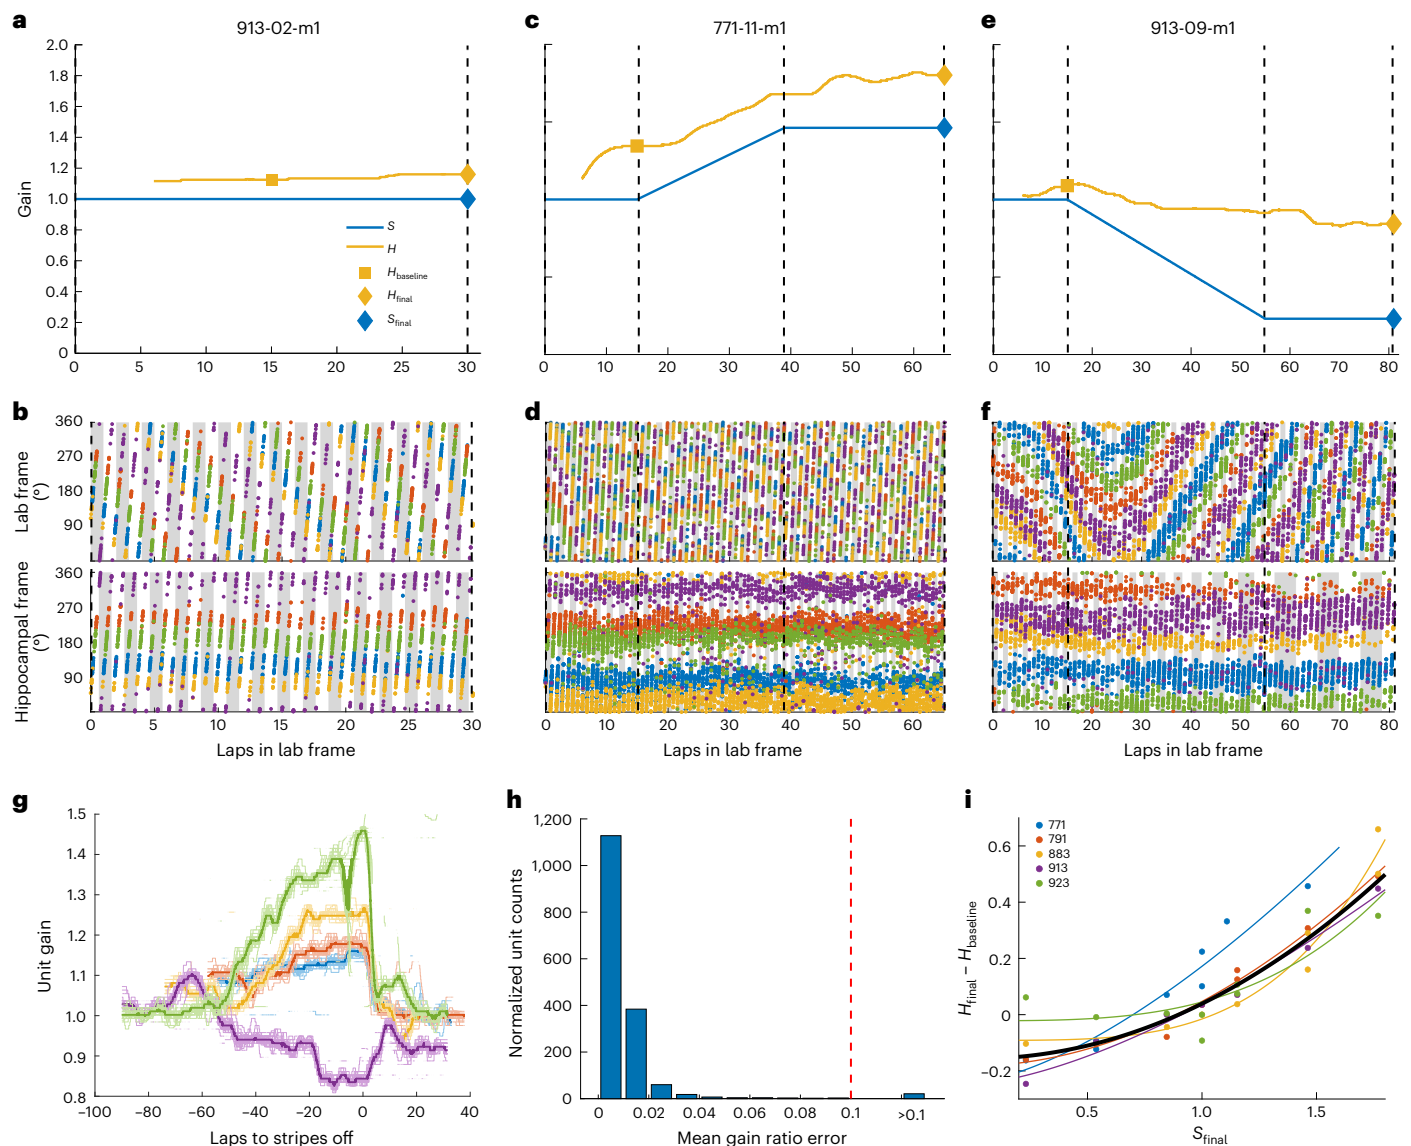 a
913-02-m1
2.0
1.8
1.6
1.4
1.2
1.0
0.8
0.6
0.4
0.2
0
Gain
S
H
Hbaseline
Hfinal
Sfinal
0 5 10 15 20 25 30
c
771-11-m1
0 10 20 30 40 50 60
e
913-09-m1
0 10 20 30 40 50 60 70 80
b
360
270
180
90
Lab frame
(°)
360
270
180
90
Hippocampal frame
(°)
0 5 10 15 20 25 30
Laps in lab frame
d
0 10 20 30 40 50 60
Laps in lab frame
f
0 10 20 30 40 50 60 70 80
Laps in lab frame
g
1.5
1.4
1.3
1.2
1.1
1.0
0.9
0.8
Unit gain
−100 −80 −60 −40 −20 0 20 40
Laps to stripes off
h
1,200
1,000
800
600
400
200
0
Normalized unit counts
0 0.02 0.04 0.06 0.08 0.1 >0.1
Mean gain ratio error
i
771
791
883
913
923
0.6
0.4
0.2
0
−0.2
Hfinal − Hbaseline
0.5 1.0 1.5
Sfinal